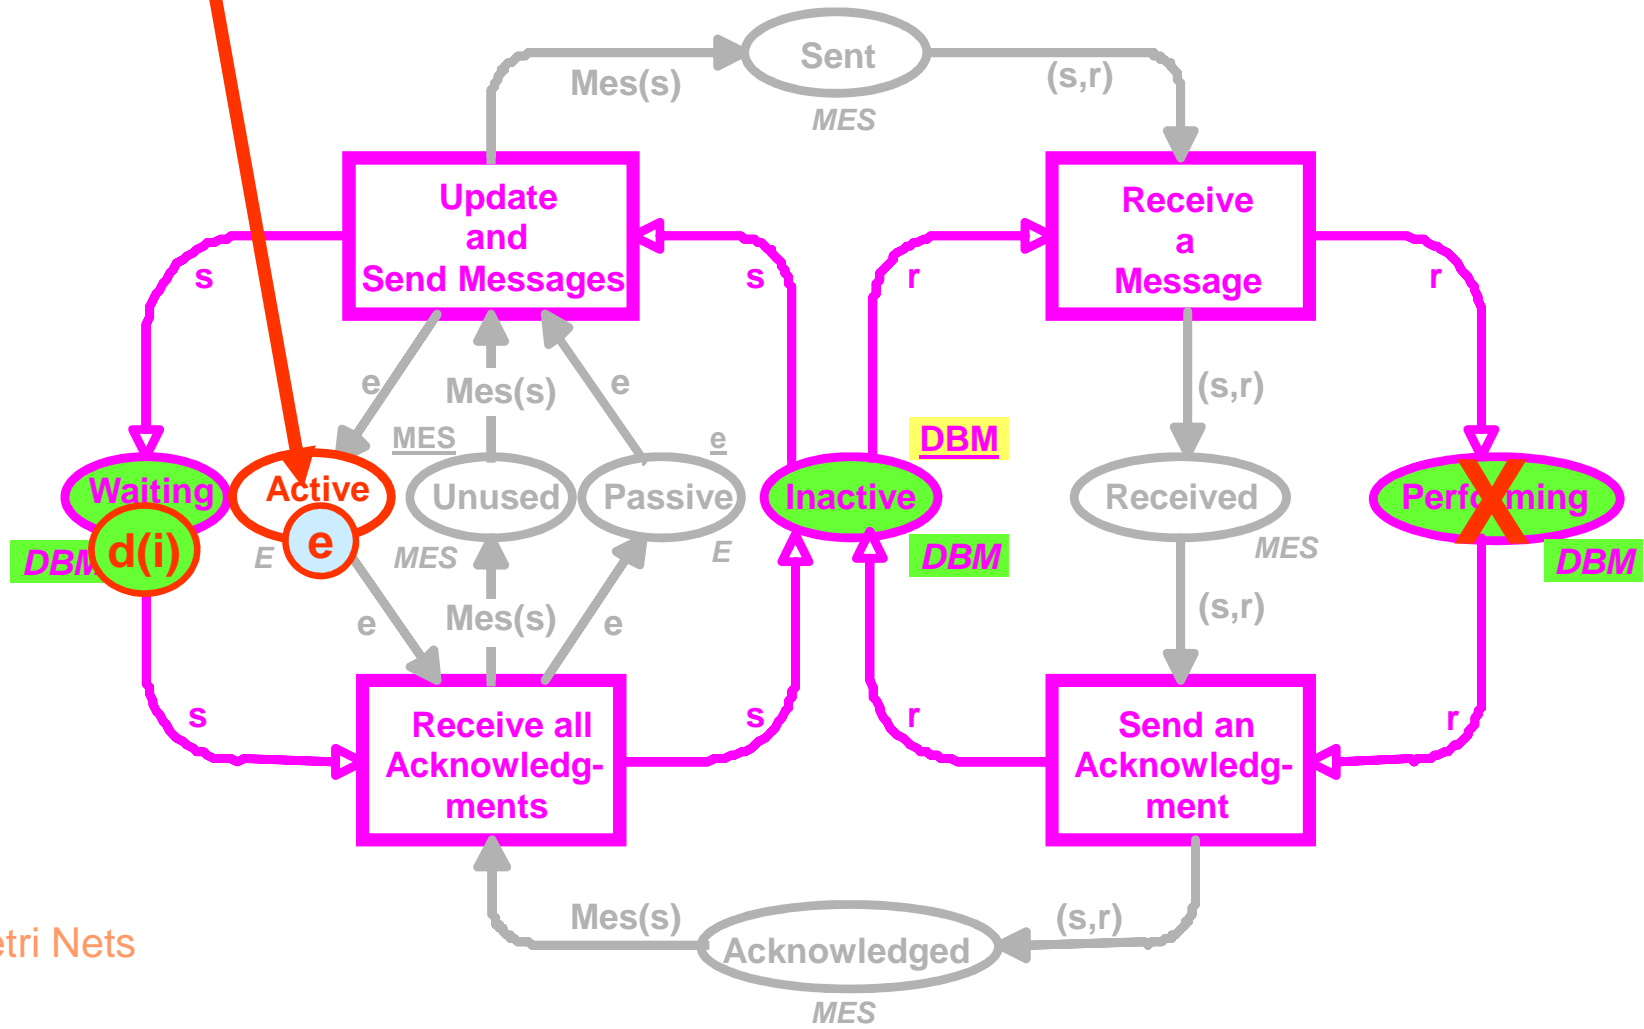 Sent
Mes(s)
(s,r)
MES
Update
and
Send Messages
Receive
a
Message
s
s
r
r
e
Mes(s)
e
(s,r)
MES
e
DBM
Waiting
Active
Unused
Passive
Inactive
Received
Performing
X
DBM
d(i)
E
e
MES
E
DBM
MES
DBM
e
Mes(s)
e
(s,r)
s
s
r
r
Receive all
Acknowledg-
ments
Send an
Acknowledg-
ment
Mes(s)
(s,r)
Acknowledged
etri Nets
MES